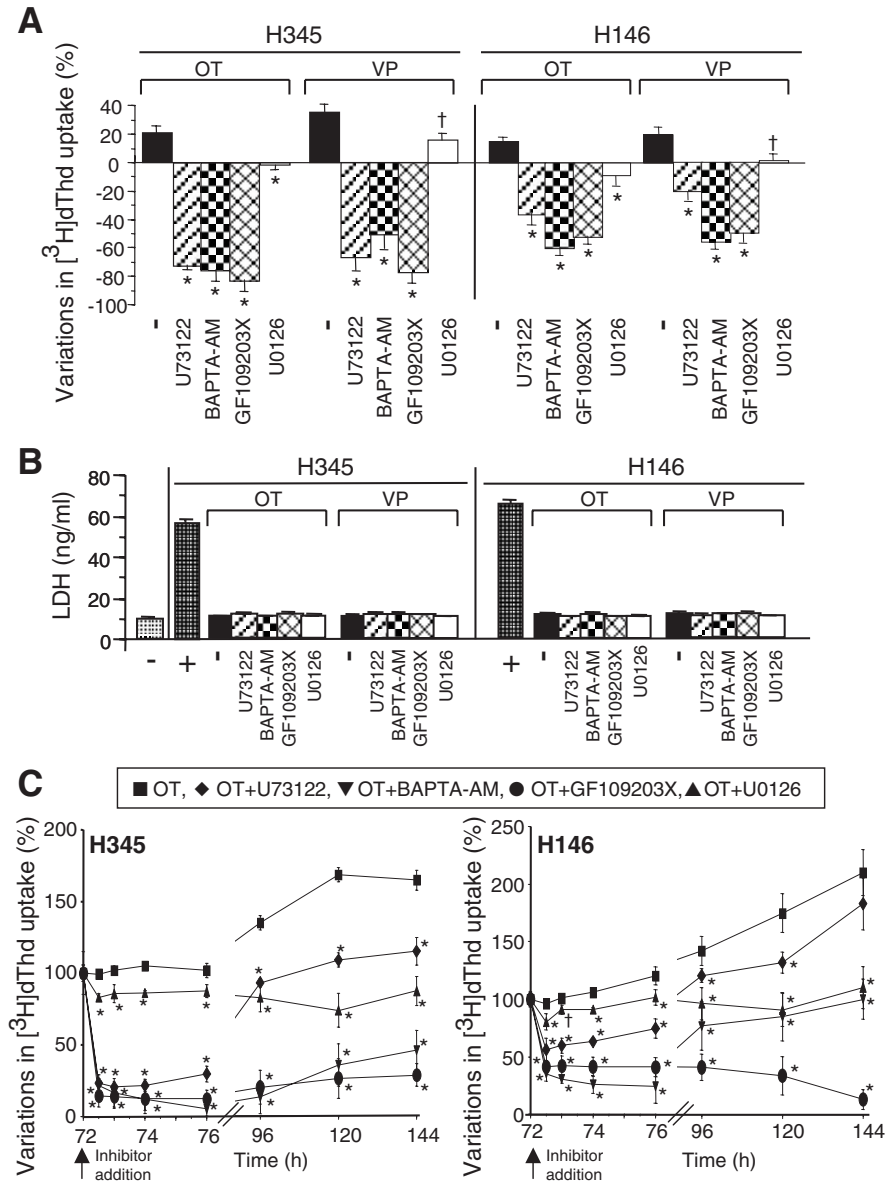 A
H345 H146
OT VP OT VP
Variations in [³H]dThd uptake (%)
40
20
0
-20
-40
-60
-80
-100
* * * * * * * † * * * * * * * †
- U73122 BAPTA-AM GF109203X U0126 - U73122 BAPTA-AM GF109203X U0126 - U73122 BAPTA-AM GF109203X U0126 - U73122 BAPTA-AM GF109203X U0126
B
H345 H146
OT VP OT VP
LDH (ng/ml)
80
60
40
20
0
- + - U73122 BAPTA-AM GF109203X U0126 - U73122 BAPTA-AM GF109203X U0126 + - U73122 BAPTA-AM GF109203X U0126 - U73122 BAPTA-AM GF109203X U0126
C
■ OT, ◆ OT+U73122, ▼ OT+BAPTA-AM, ● OT+GF109203X, ▲ OT+U0126
H345
Variations in [³H]dThd uptake (%)
200
150
100
50
0
72 74 76 96 120 144
Inhibitor
addition
Time (h)
H146
Variations in [³H]dThd uptake (%)
250
200
150
100
50
0
†
72 74 76 96 120 144
Inhibitor
addition
Time (h)